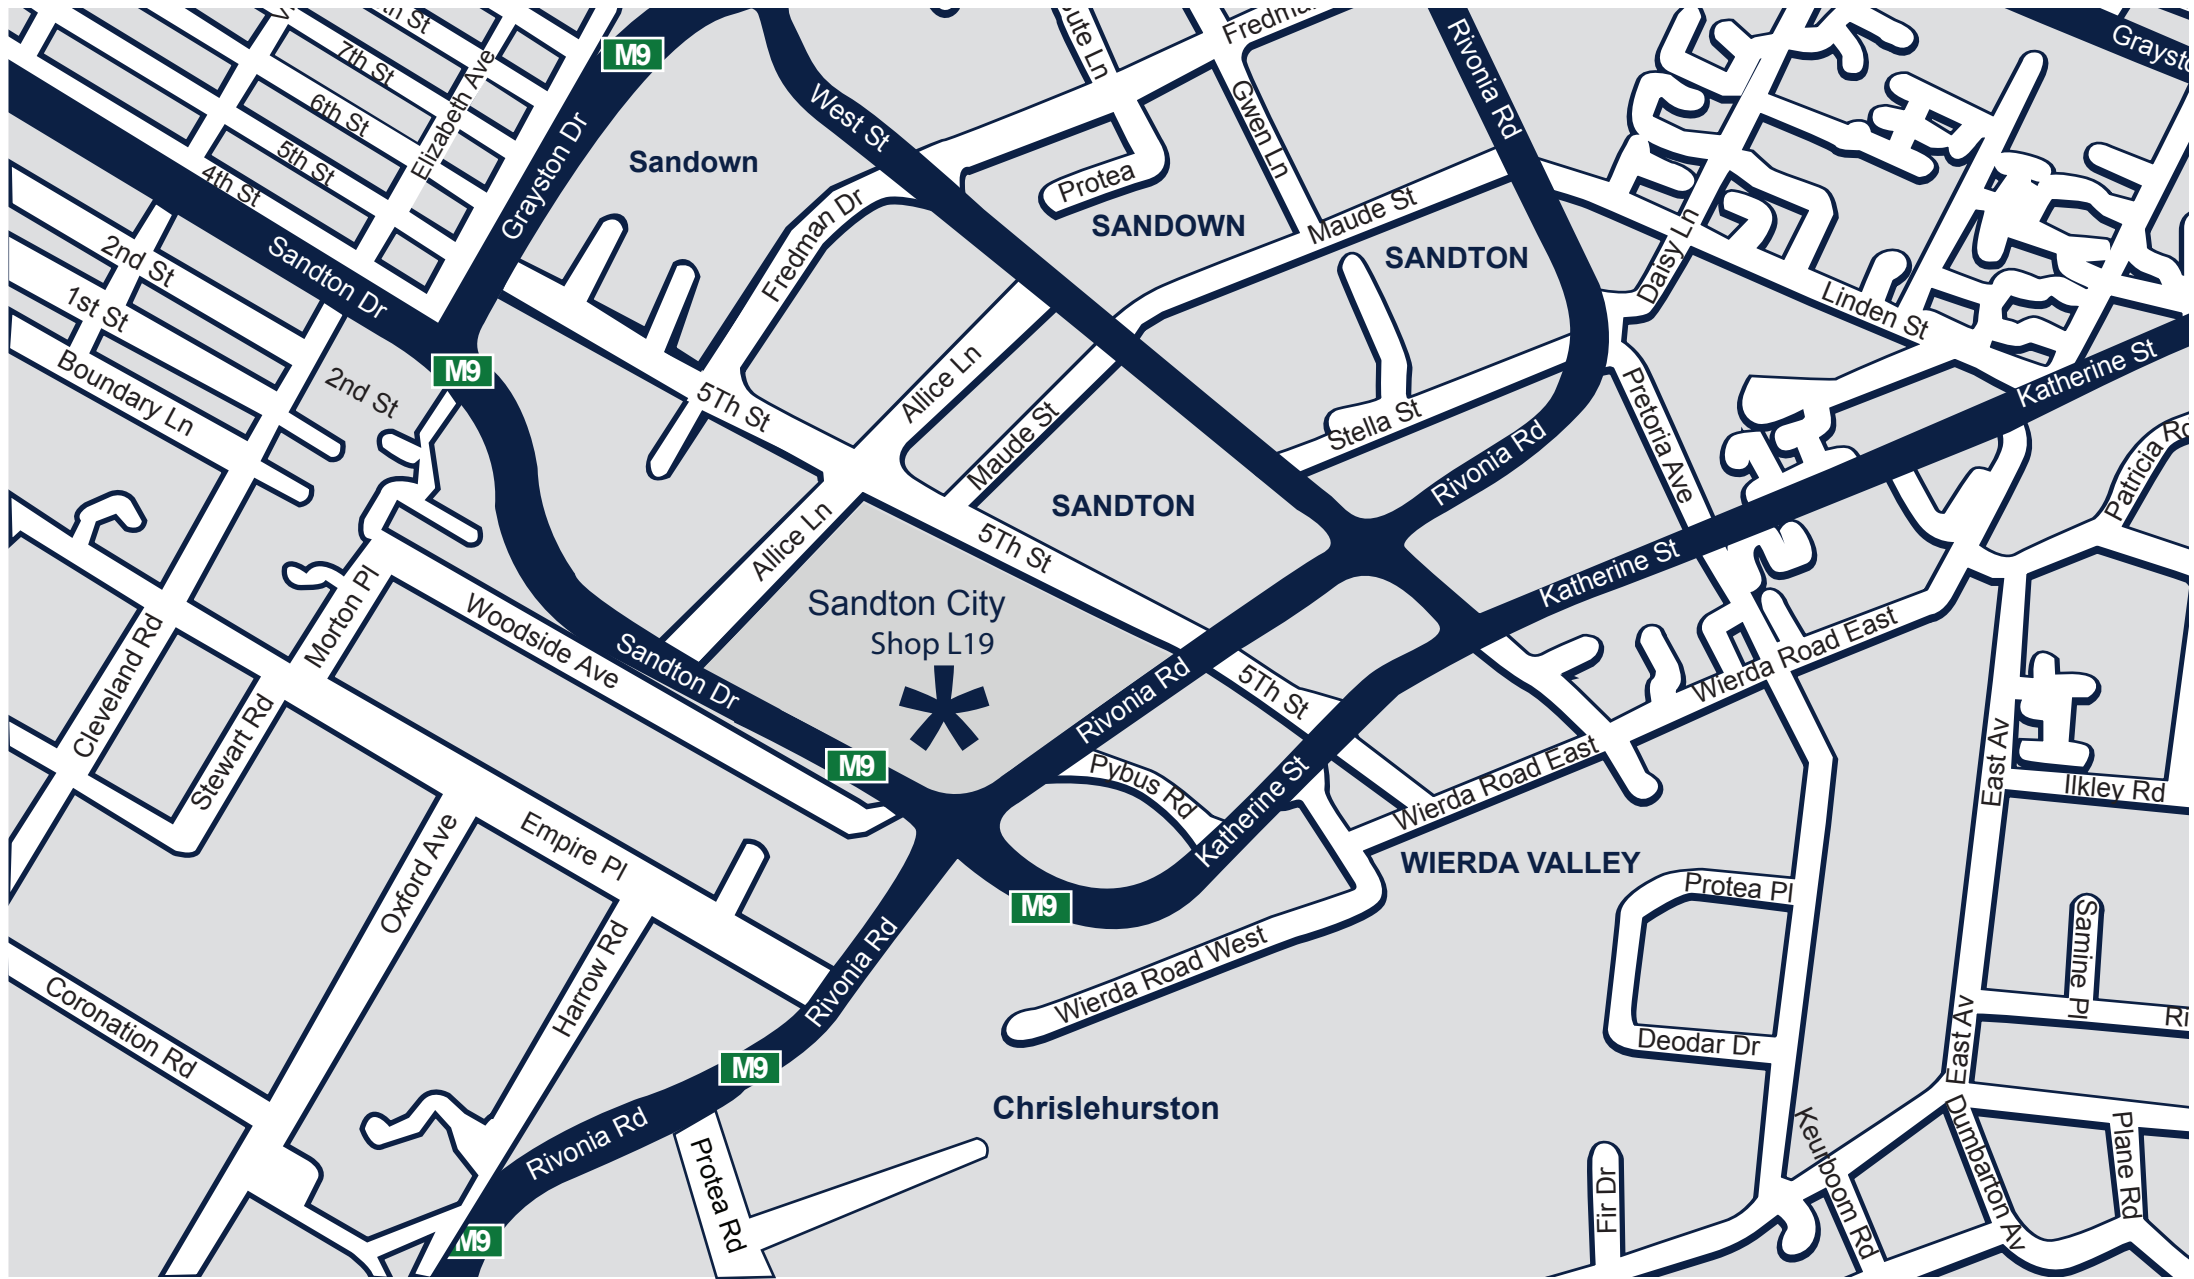 7th St
6th St
5th St
4th St
Elizabeth Ave
M9
Grayston Dr
Sandown
West St
Fredman Dr
Protea
Gwen Ln
SANDOWN
Maude St
SANDTON
Rivonia Rd
Daisy Ln
Linden St
Katherine St
2nd St
1st St
Boundary Ln
Sandton Dr
M9
2nd St
5Th St
Allice Ln
Maude St
SANDTON
Stella St
Rivonia Rd
Pretoria Ave
Allice Ln
5Th St
Katherine St
Sandton City
Shop L19
Morton Pl
Woodside Ave
Sandton Dr
Cleveland Rd
Stewart Rd
M9
Rivonia Rd
5Th St
Pybus Rd
Katherine St
Wierda Road East
Wierda Road East
East Av
Ilkley Rd
WIERDA VALLEY
Protea Pl
Oxford Ave
Empire Pl
Harrow Rd
M9
Rivonia Rd
Wierda Road West
Coronation Rd
Samine Pl
Deodar Dr
East Av
M9
Chrislehurston
Rivonia Rd
Protea Rd
M9
Fir Dr
Keurboom Rd
Dumbarton Av
Plane Rd